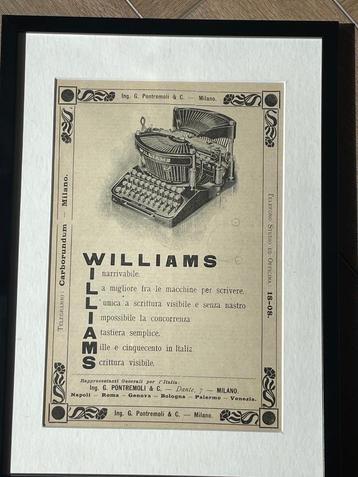 Ing. G. Pontremoli & C. — Milano.
Telegrammi: Carborundum — Milano.
Telefono Studio ed Officina 18-08.
WILLIAMS
I narrivabile.
L a migliore fra le macchine per scrivere.
L 'unica a scrittura visibile e senza nastro
I mpossibile la concorrenza
A tastiera semplice.
M ille e cinquecento in Italia
S crittura visibile.
Rappresentanti Generali per l'Italia:
Ing. G. PONTREMOLI & C. — Dante, 7 — MILANO.
Napoli — Roma — Genova — Bologna — Palermo — Venezia.
Ing. G. Pontremoli & C. — Milano.